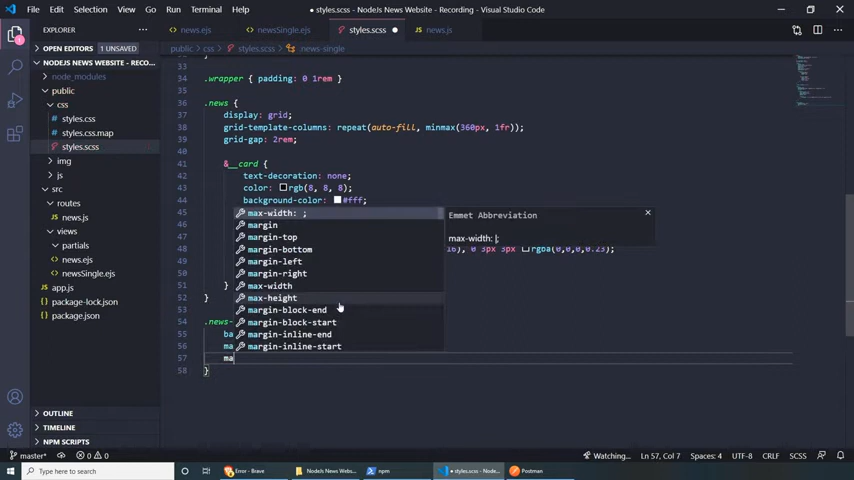 File Edit Selection View Go Run Terminal Help
● styles.scss - NodeJs News Website - Recording - Visual Studio Code
EXPLORER
news.ejs newsSingle.ejs styles.scss news.js
public > css > styles.scss > .news-single
OPEN EDITORS 1 UNSAVED
NODEJS NEWS WEBSITE - RECO...
node_modules
public
css
styles.css
styles.css.map
styles.scss
img
js
src
routes
news.js
views
partials
news.ejs
newsSingle.ejs
app.js
package-lock.json
package.json
OUTLINE
TIMELINE
NPM SCRIPTS
33
34 .wrapper { padding: 0 1rem }
35
36 .news {
37 display: grid;
38 grid-template-columns: repeat(auto-fill, minmax(360px, 1fr));
39 grid-gap: 2rem;
40
41 &__card {
42 text-decoration: none;
43 color: rgb(8, 8, 8);
44 background-color: #fff;
45
46
47
48 16), 0 3px 3px rgba(0,0,0,0.23);
49
50
51 }
52 }
53
54 .news-
55 ba
56 ma
57 ma
58 }
max-width: ;
margin
margin-top
margin-bottom
margin-left
margin-right
max-width
max-height
margin-block-end
margin-block-start
margin-inline-end
margin-inline-start
Emmet Abbreviation
max-width: |;
master* 0 0 Watching... Ln 57, Col 7 Spaces: 4 UTF-8 CRLF SCSS
Type here to search
Error - Brave
NodeJs News Web...
npm
● styles.scss - Node...
Postman